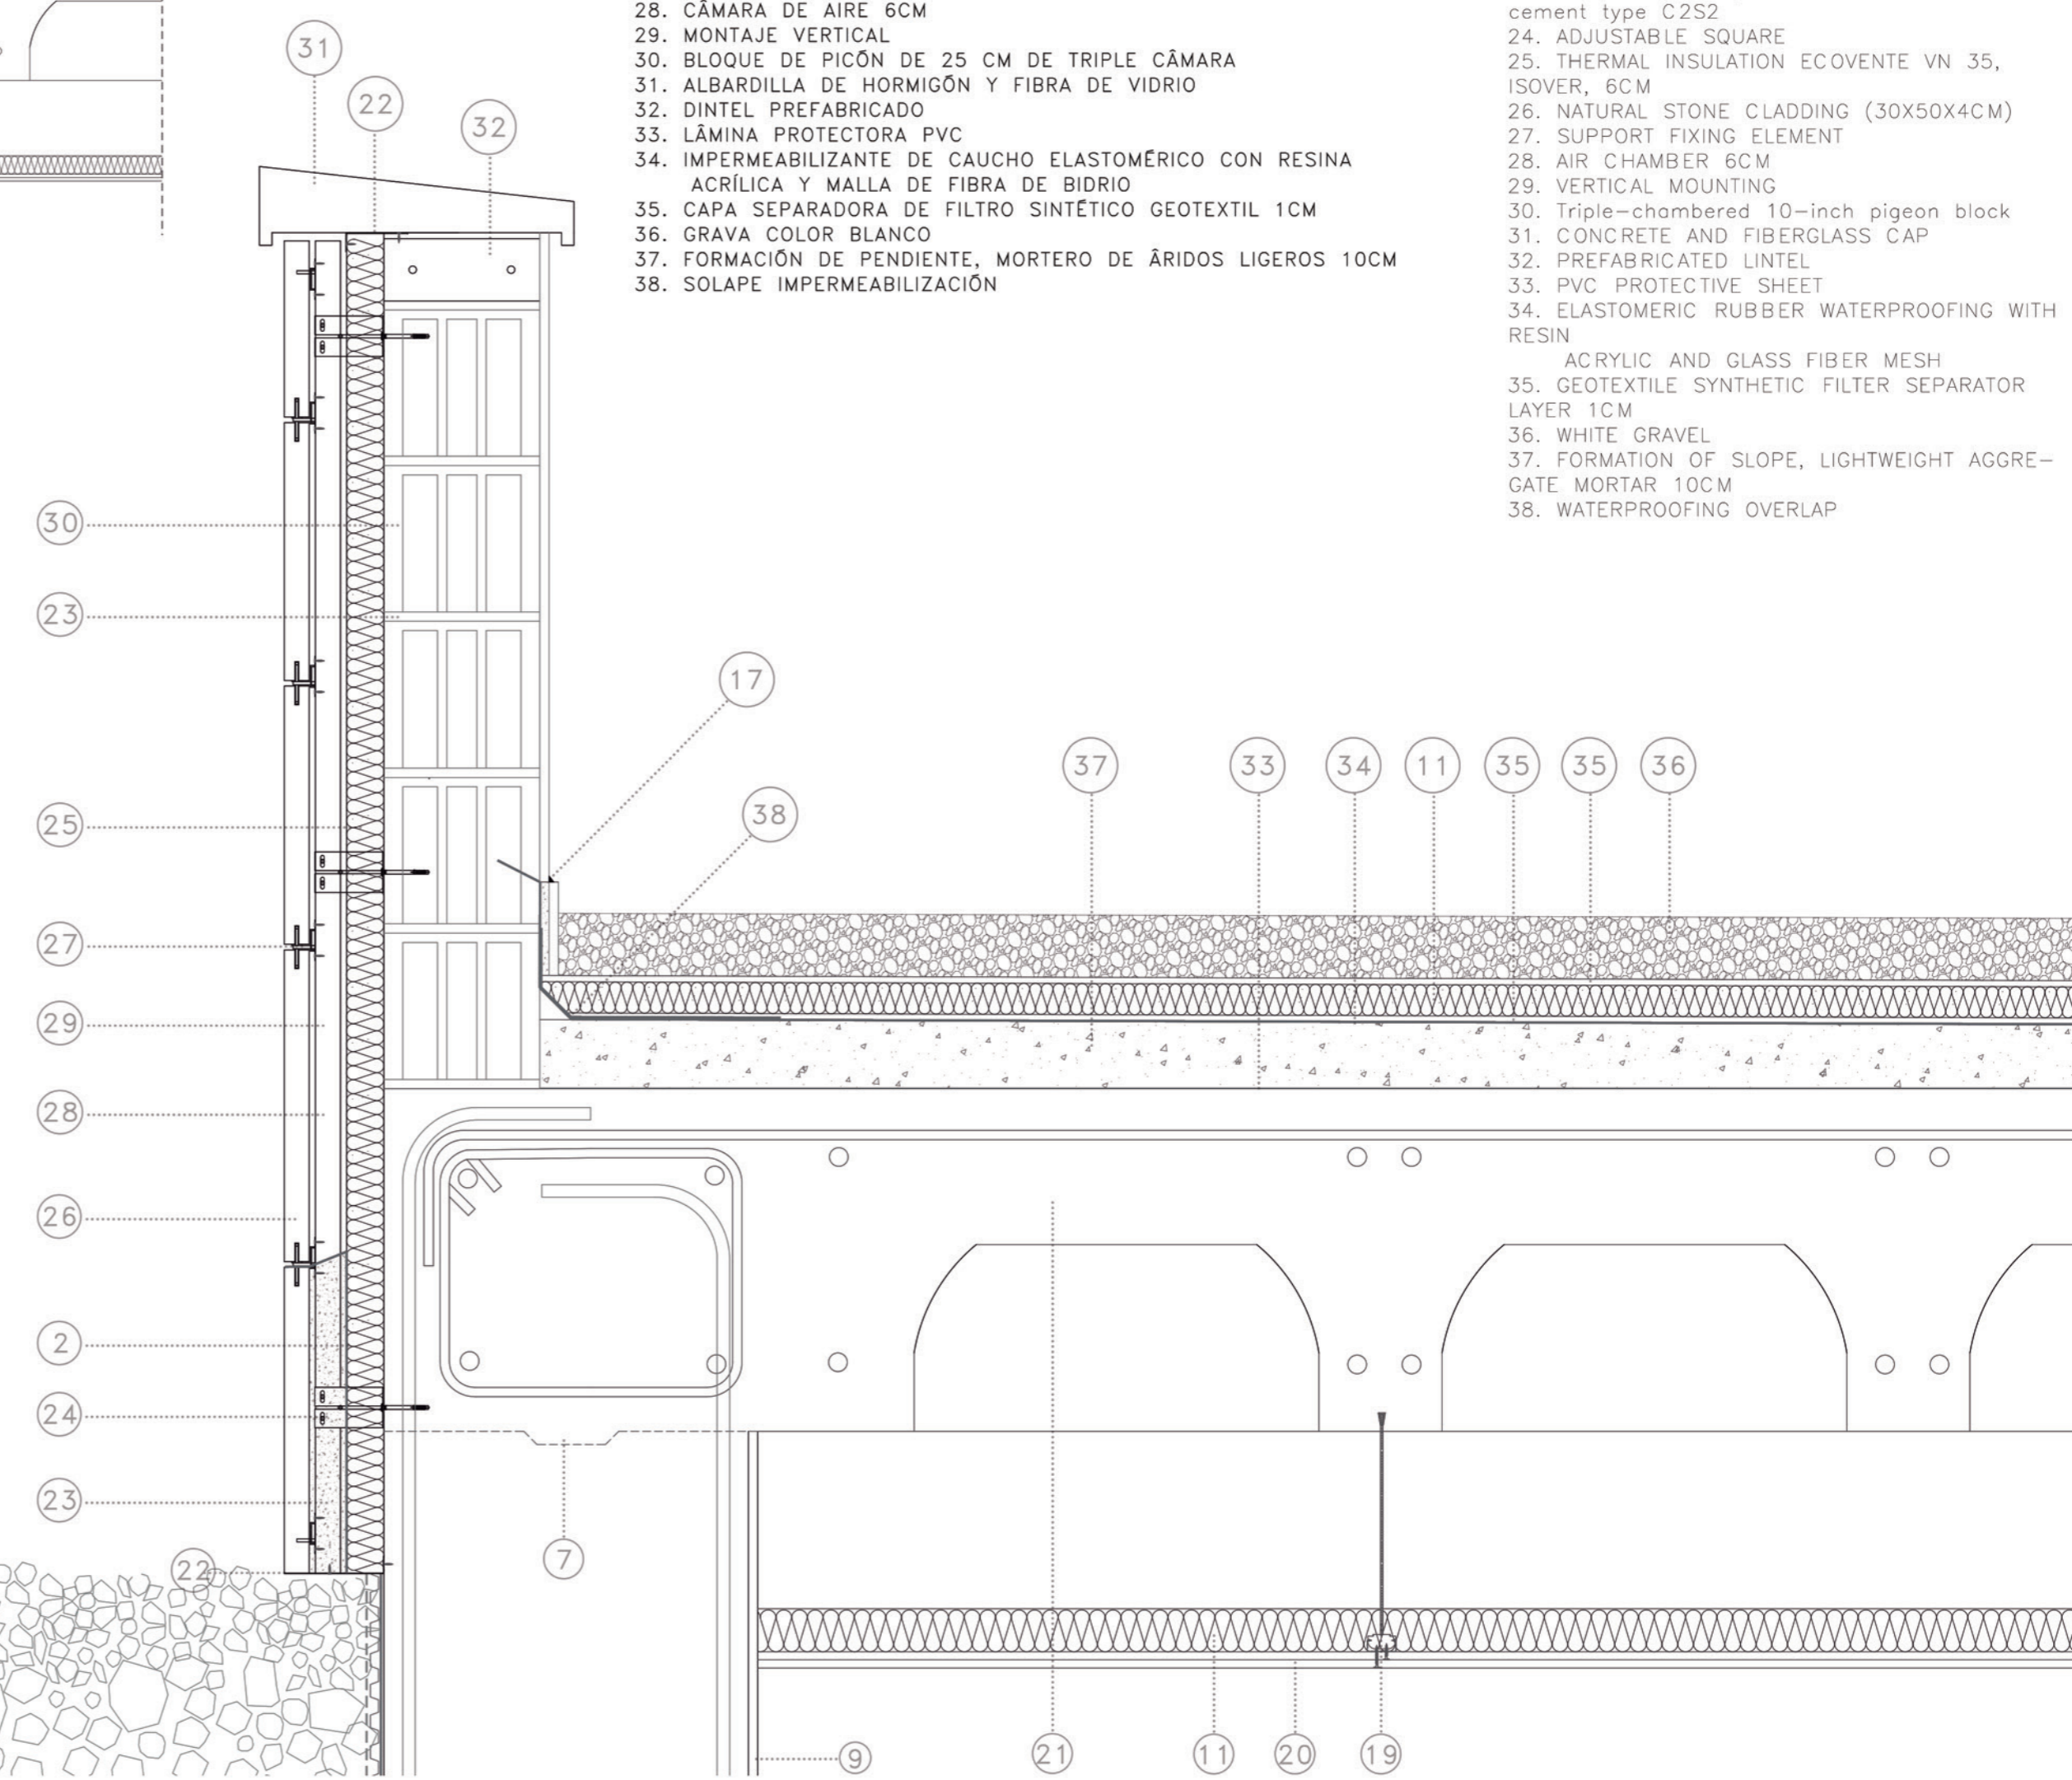 28. CÂMARA DE AIRE 6CM
29. MONTAJE VERTICAL
30. BLOQUE DE PICÓN DE 25 CM DE TRIPLE CÂMARA
31. ALBARDILLA DE HORMIGÓN Y FIBRA DE VIDRIO
32. DINTEL PREFABRICADO
33. LÂMINA PROTECTORA PVC
34. IMPERMEABILIZANTE DE CAUCHO ELASTOMÉRICO CON RESINA
ACRÍLICA Y MALLA DE FIBRA DE BIDRIO
35. CAPA SEPARADORA DE FILTRO SINTÉTICO GEOTEXTIL 1CM
36. GRAVA COLOR BLANCO
37. FORMACIÓN DE PENDIENTE, MORTERO DE ÂRIDOS LIGEROS 10CM
38. SOLAPE IMPERMEABILIZACIÓN
cement type C2S2
24. ADJUSTABLE SQUARE
25. THERMAL INSULATION ECOVENTE VN 35,
ISOVER, 6CM
26. NATURAL STONE CLADDING (30X50X4CM)
27. SUPPORT FIXING ELEMENT
28. AIR CHAMBER 6CM
29. VERTICAL MOUNTING
30. Triple-chambered 10-inch pigeon block
31. CONCRETE AND FIBERGLASS CAP
32. PREFABRICATED LINTEL
33. PVC PROTECTIVE SHEET
34. ELASTOMERIC RUBBER WATERPROOFING WITH
RESIN
ACRYLIC AND GLASS FIBER MESH
35. GEOTEXTILE SYNTHETIC FILTER SEPARATOR
LAYER 1CM
36. WHITE GRAVEL
37. FORMATION OF SLOPE, LIGHTWEIGHT AGGRE-
GATE MORTAR 10CM
38. WATERPROOFING OVERLAP
31
22
32
30
23
17
37 33 34 11 35 35 36
38
25
27
29
28
26
2
24
23
22
7
9
21
11
20
19